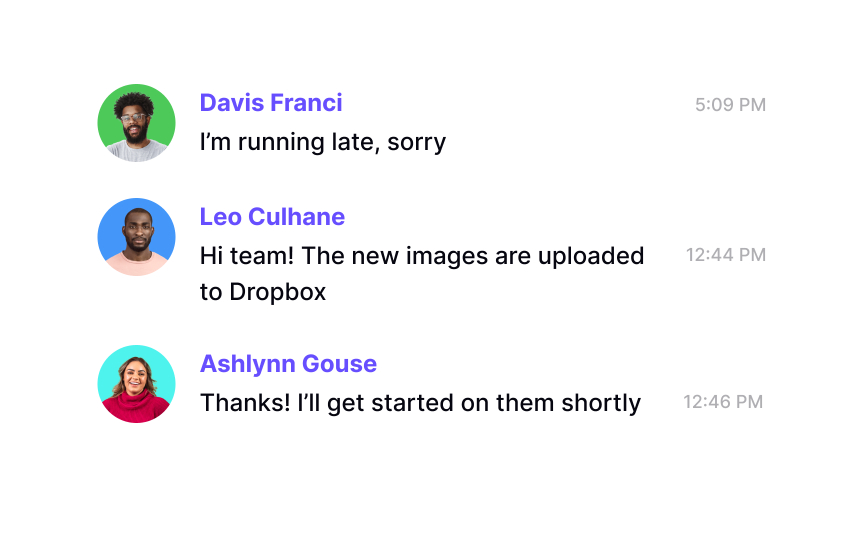 Davis Franci
5:09 PM
I’m running late, sorry
Leo Culhane
Hi team! The new images are uploaded
12:44 PM
to Dropbox
Ashlynn Gouse
Thanks! I’ll get started on them shortly
12:46 PM